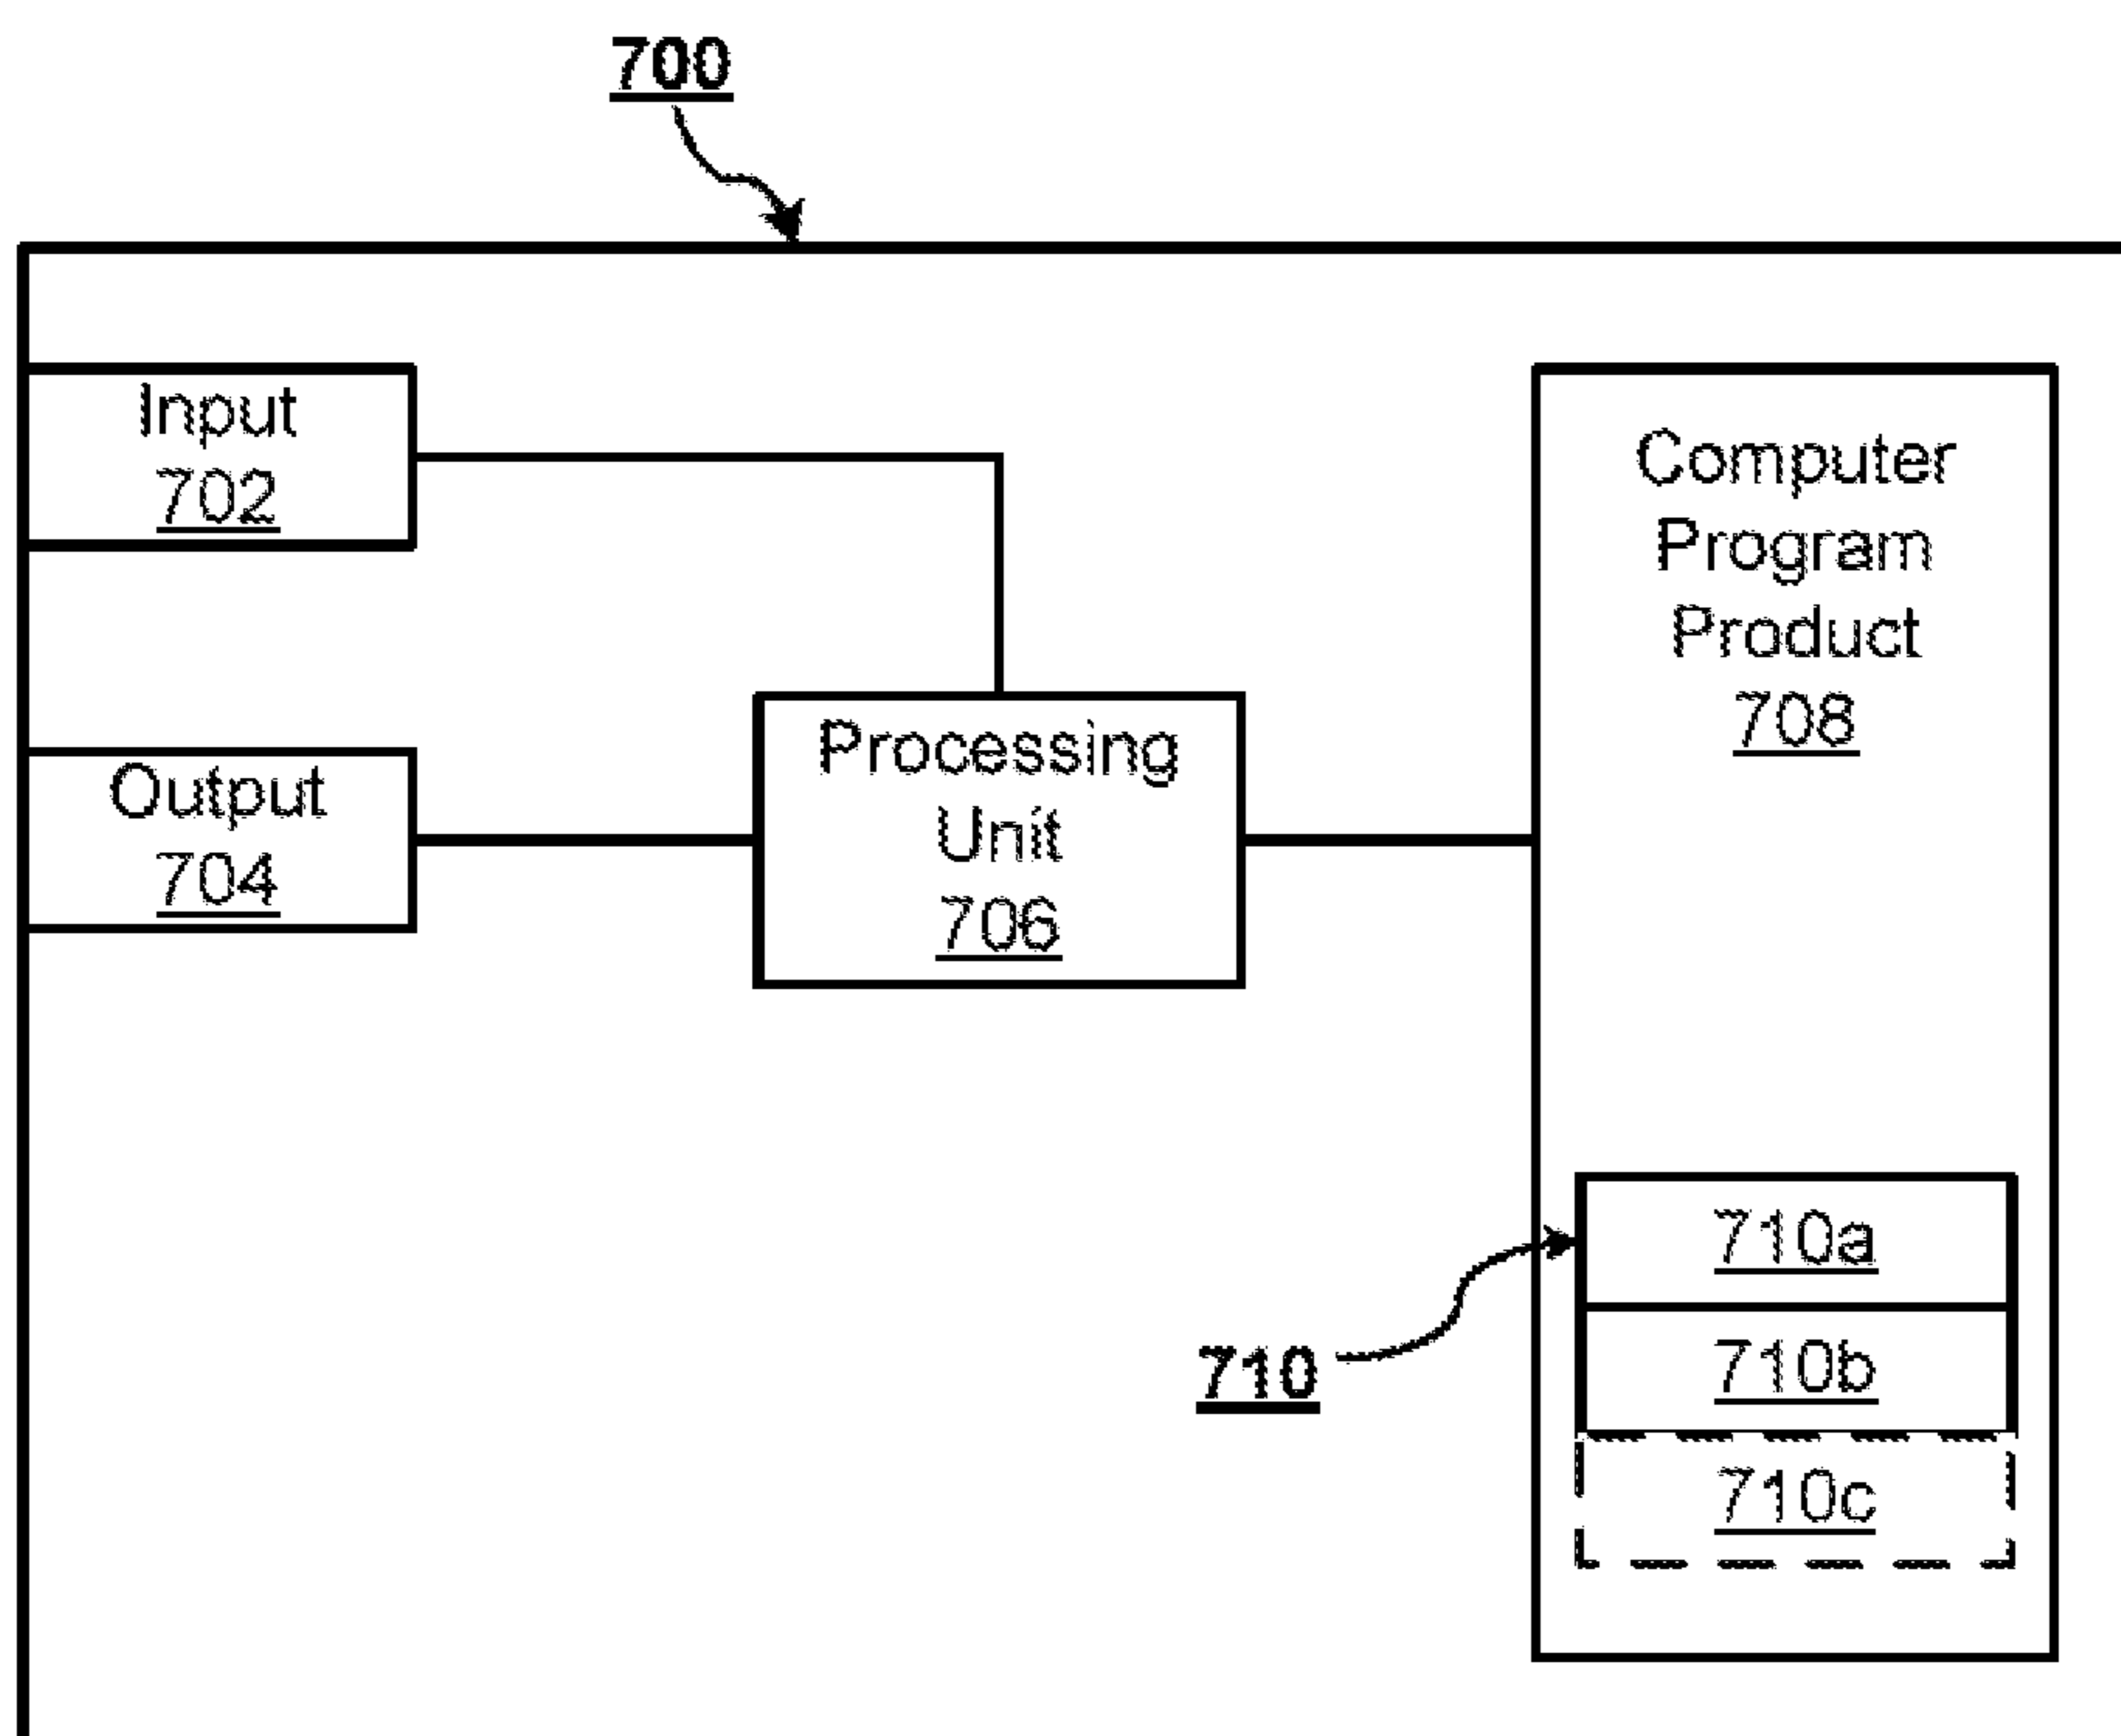 700
Input
702
Output
704
Processing
Unit
706
Computer
Program
Product
708
710
710a
710b
710c